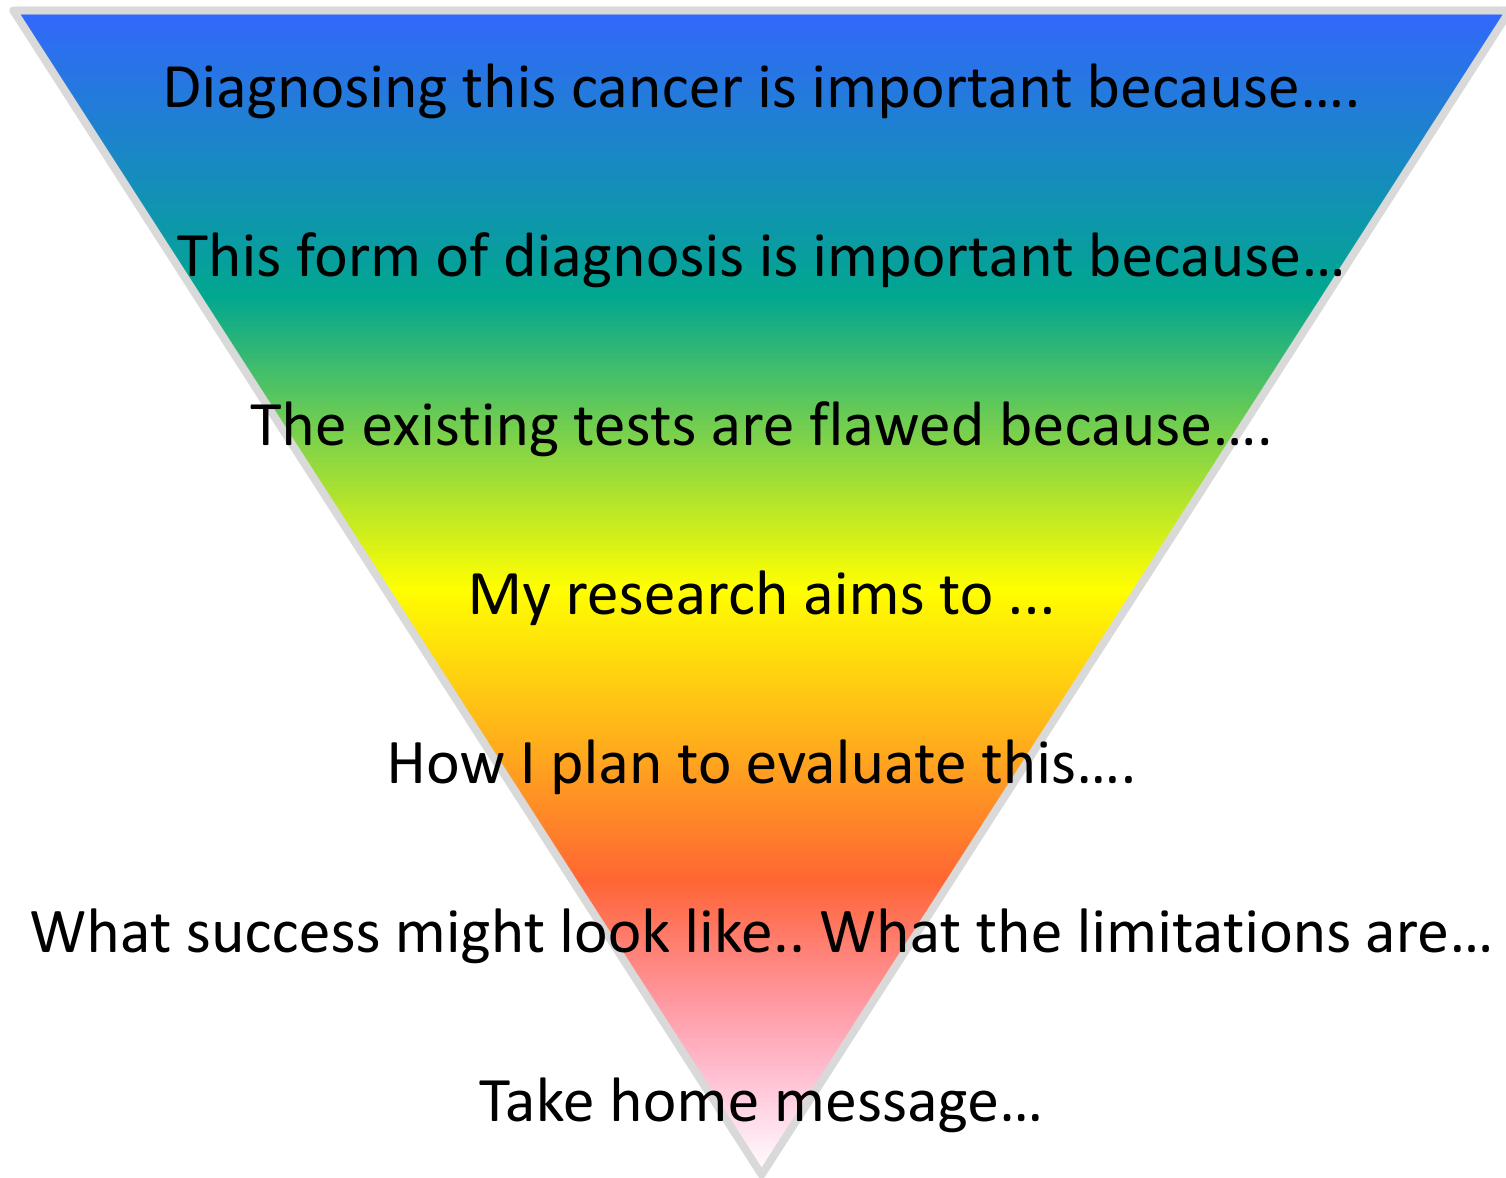 Diagnosing this cancer is important because....
This form of diagnosis is important because...
The existing tests are flawed because....
My research aims to ...
How I plan to evaluate this....
What success might look like.. What the limitations are...
Take home message...